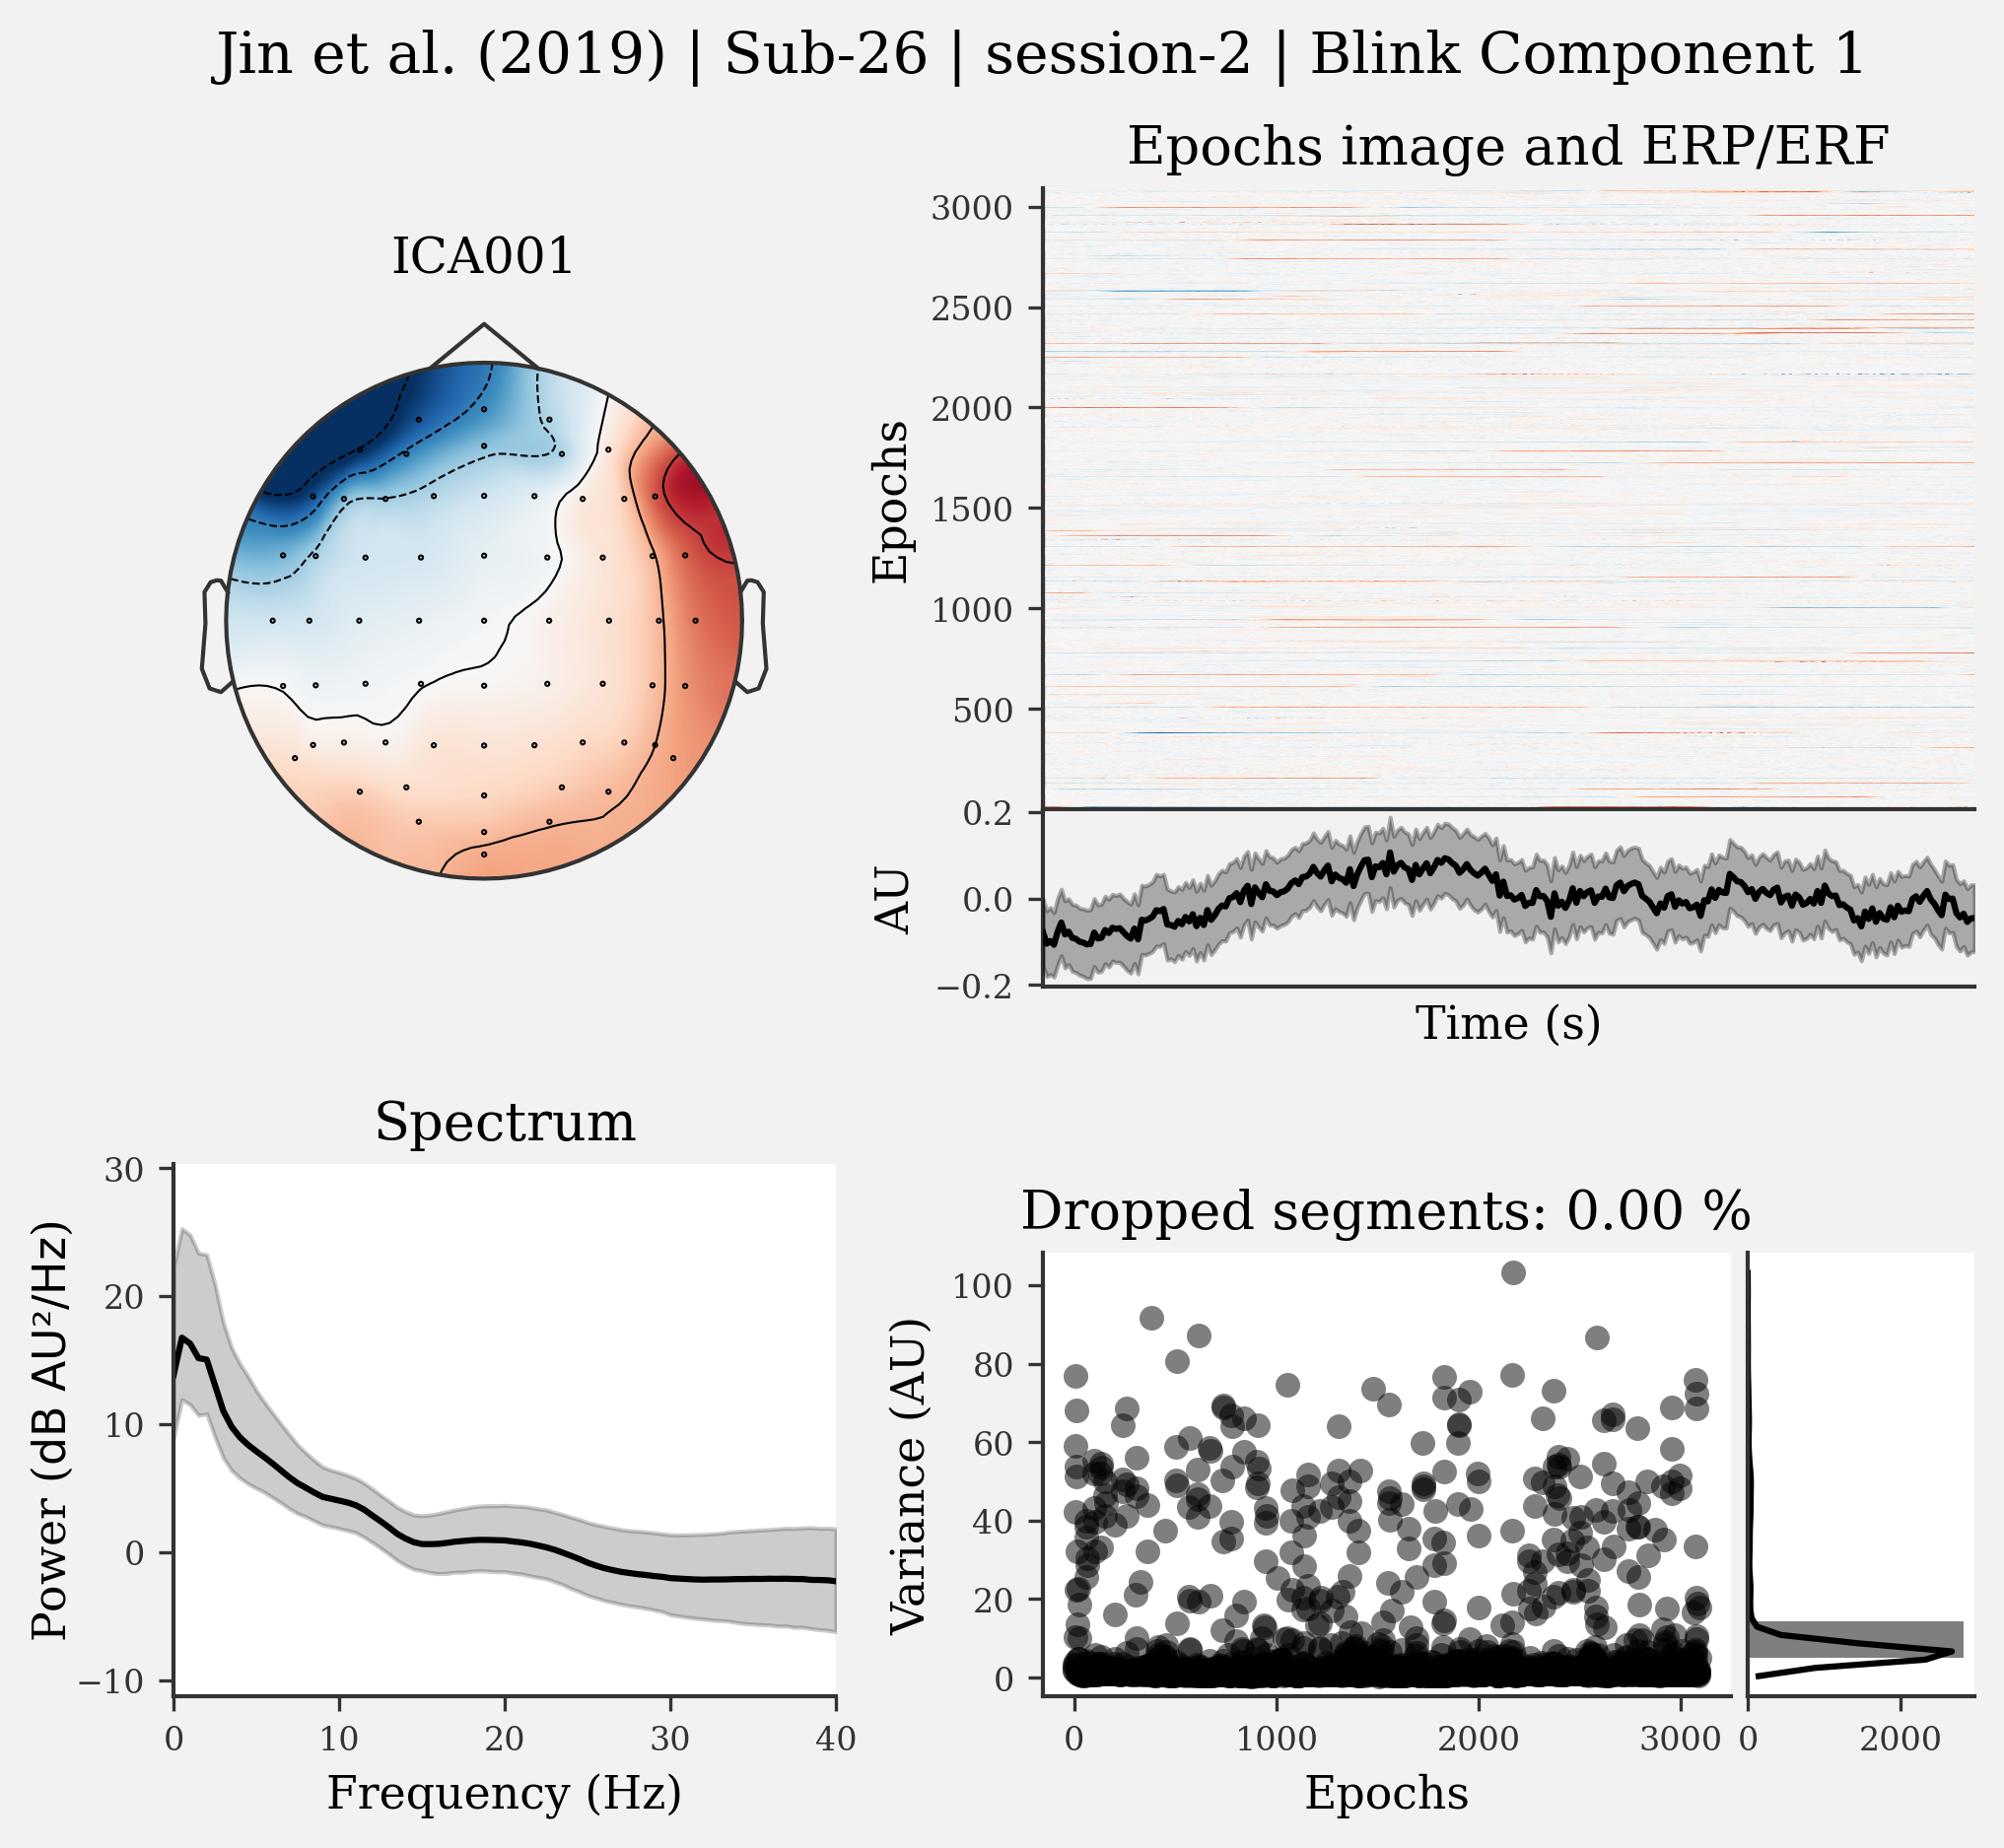 Jin et al. (2019) | Sub-26 | session-2 | Blink Component 1
ICA001
Epochs image and ERP/ERF
3000
2500
2000
1500
1000
500
Epochs
0.2
0.0
−0.2
AU
Time (s)
Spectrum
30
20
10
0
−10
Power (dB AU²/Hz)
0 10 20 30 40
Frequency (Hz)
Dropped segments: 0.00 %
100
80
60
40
20
0
Variance (AU)
0 1000 2000 3000
0 2000
Epochs